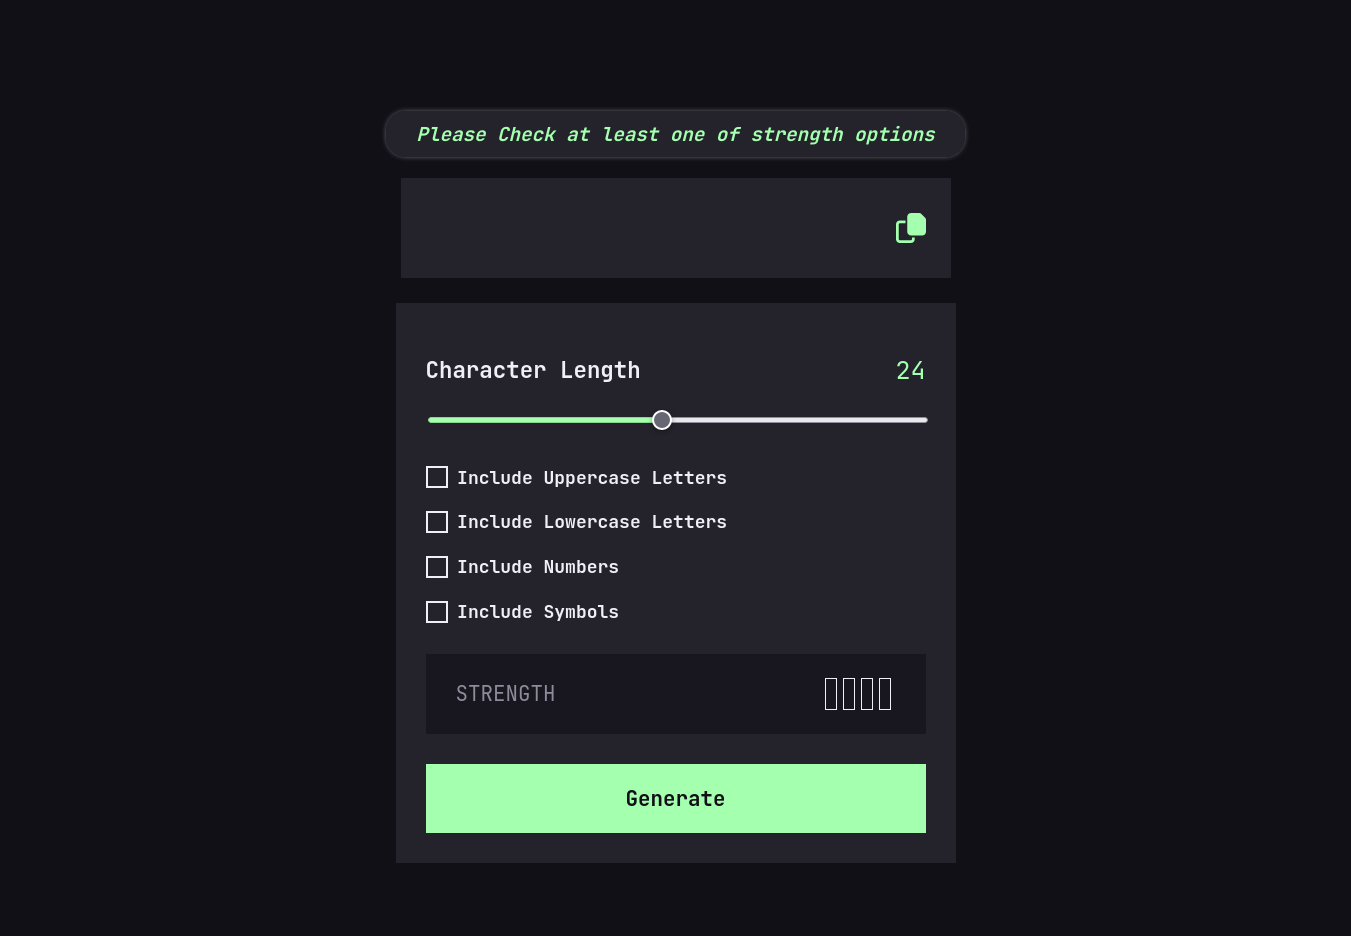 Please Check at least one of strength options
Character Length
24
Include Uppercase Letters
Include Lowercase Letters
Include Numbers
Include Symbols
STRENGTH
Generate